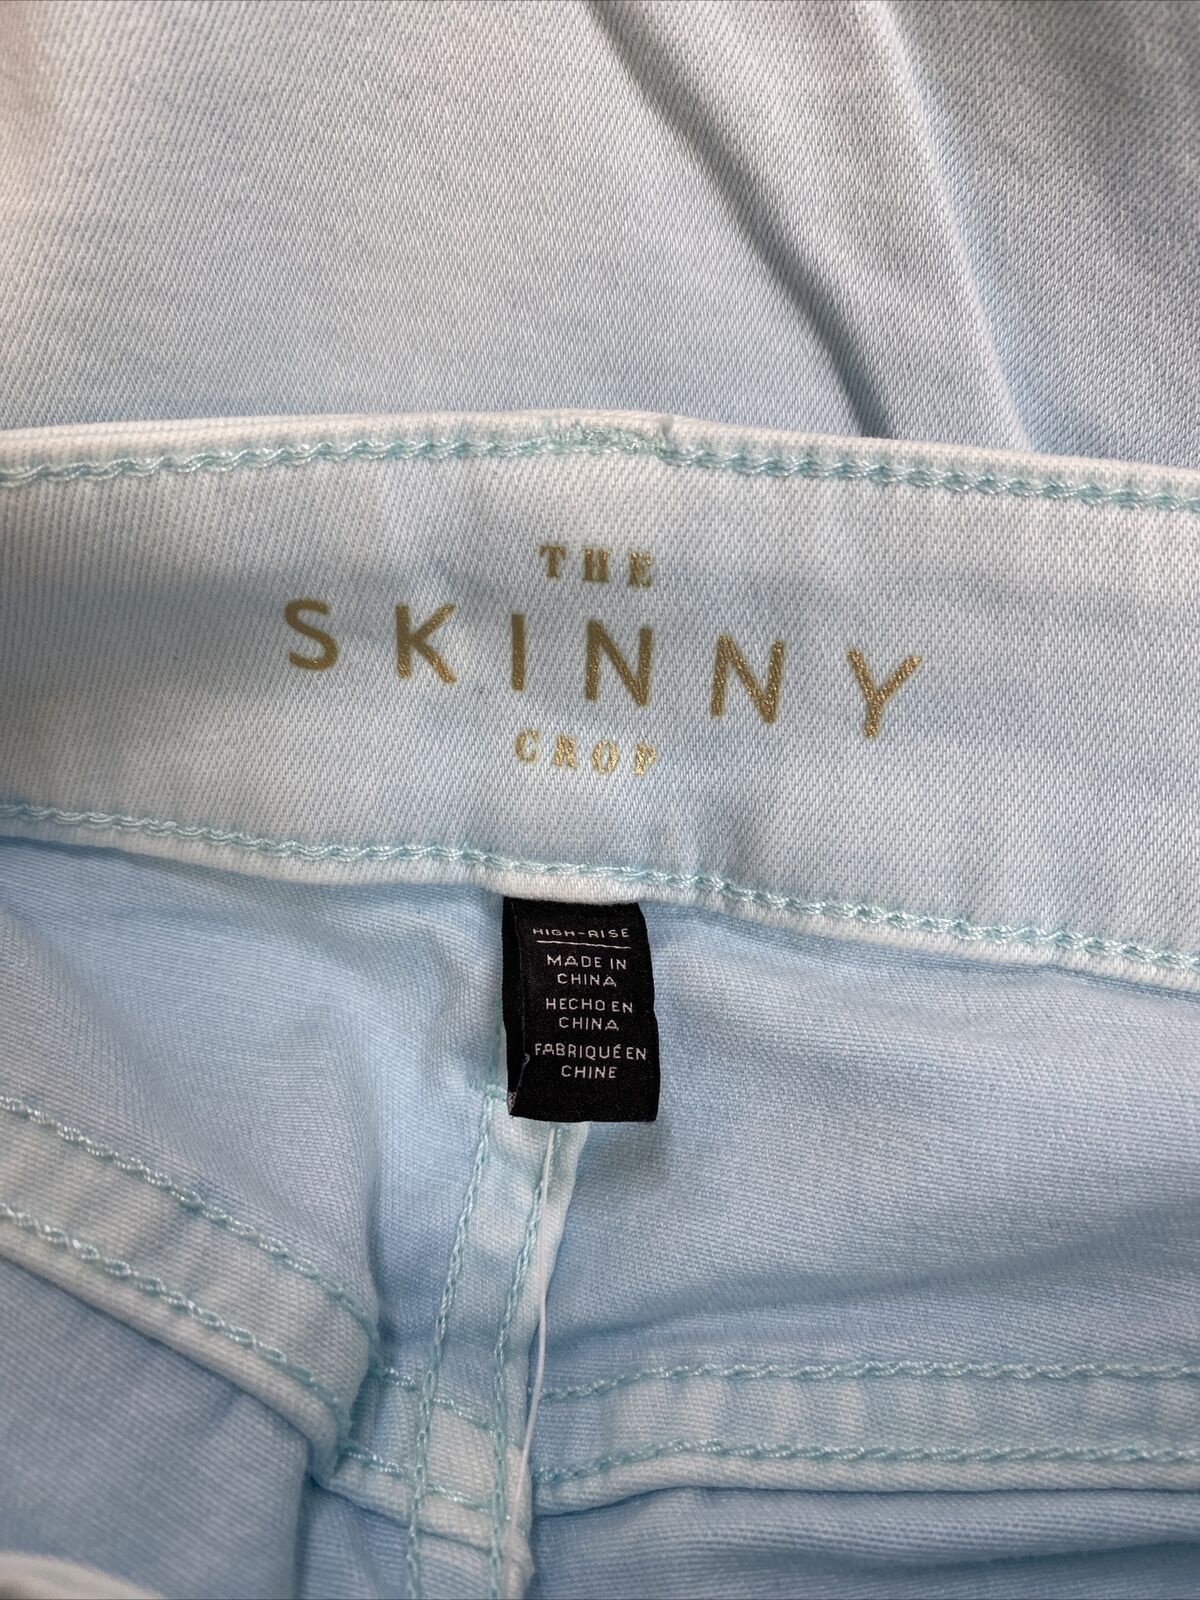 THE
SKINNY
CROP
HIGH-RISE
MADE IN
CHINA
HECHO EN
CHINA
FABRIQUÉ EN
CHINE